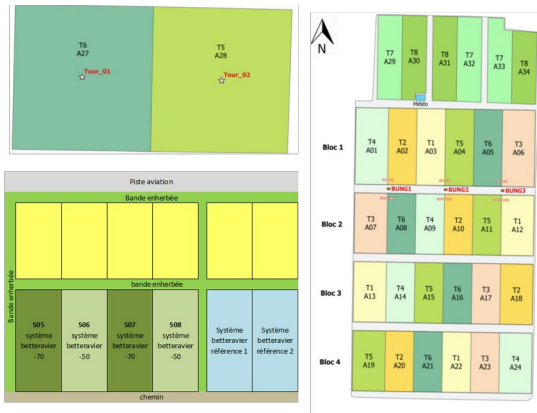 T6
A27
Tour_01
T5
A28
Tour_02
Piste aviation
Bande enherbée
Bande enherbée
bande enherbée
S05
système
betteravier
-70
S06
système
betteravier
-50
S07
système
betteravier
-70
S08
système
betteravier
-50
Système
betteravier
référence 1
Système
betteravier
référence 2
chemin
N
T7
A29
T8
A30
T8
A31
T7
A32
T7
A33
T8
A34
Météo
Bloc 1
T4
A01
T2
A02
T1
A03
T5
A04
T6
A05
T3
A06
BUNG1
BUNG2
BUNG3
Bloc 2
T3
A07
T6
A08
T4
A09
T2
A10
T5
A11
T1
A12
Bloc 3
T1
A13
T4
A14
T5
A15
T6
A16
T3
A17
T2
A18
Bloc 4
T5
A19
T2
A20
T6
A21
T1
A22
T3
A23
T4
A24